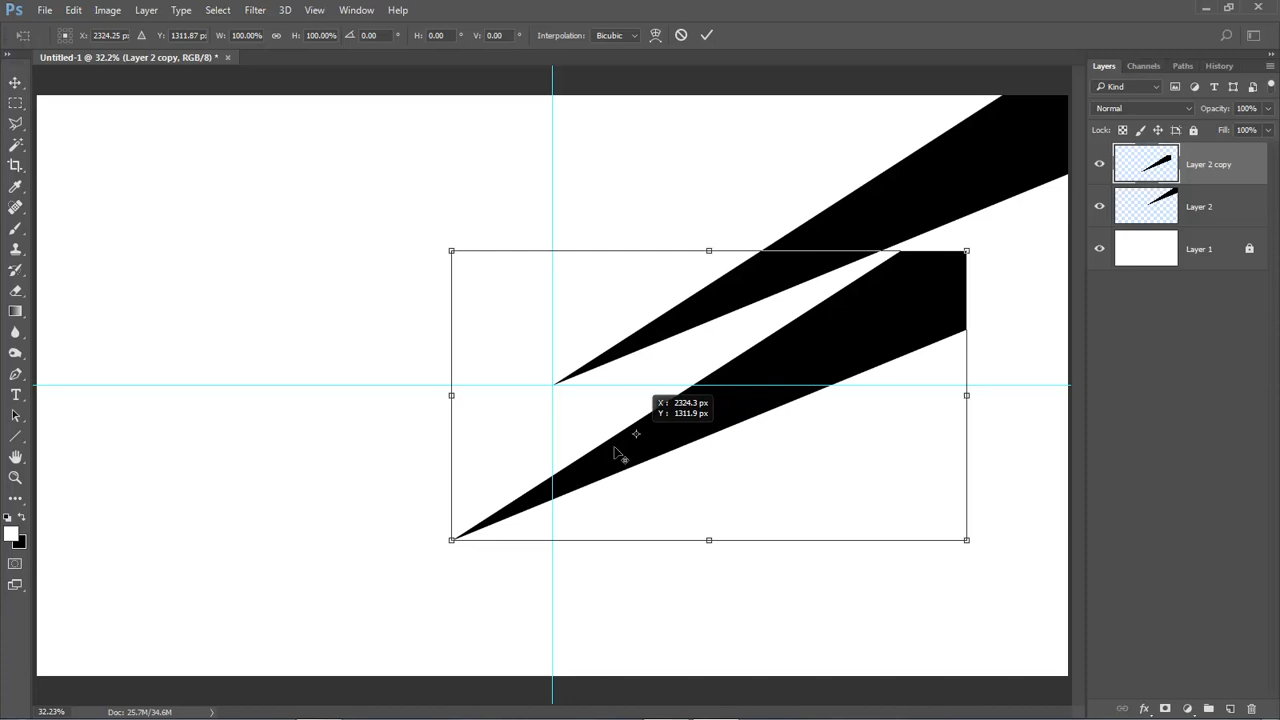 Ps File Edit Image Layer Type Select Filter 3D View Window Help
X: 2324.25 px Y: 1311.87 px W: 100.00% H: 100.00% 0.00 ° H: 0.00 ° V: 0.00 ° Interpolation: Bicubic
Untitled-1 @ 32.2% (Layer 2 copy, RGB/8) * ×
Layers Channels Paths History
Kind
Normal Opacity: 100%
Lock: Fill: 100%
Layer 2 copy
Layer 2
Layer 1
X : 2324.3 px
Y : 1311.9 px
32.23% Doc: 25.7M/34.6M